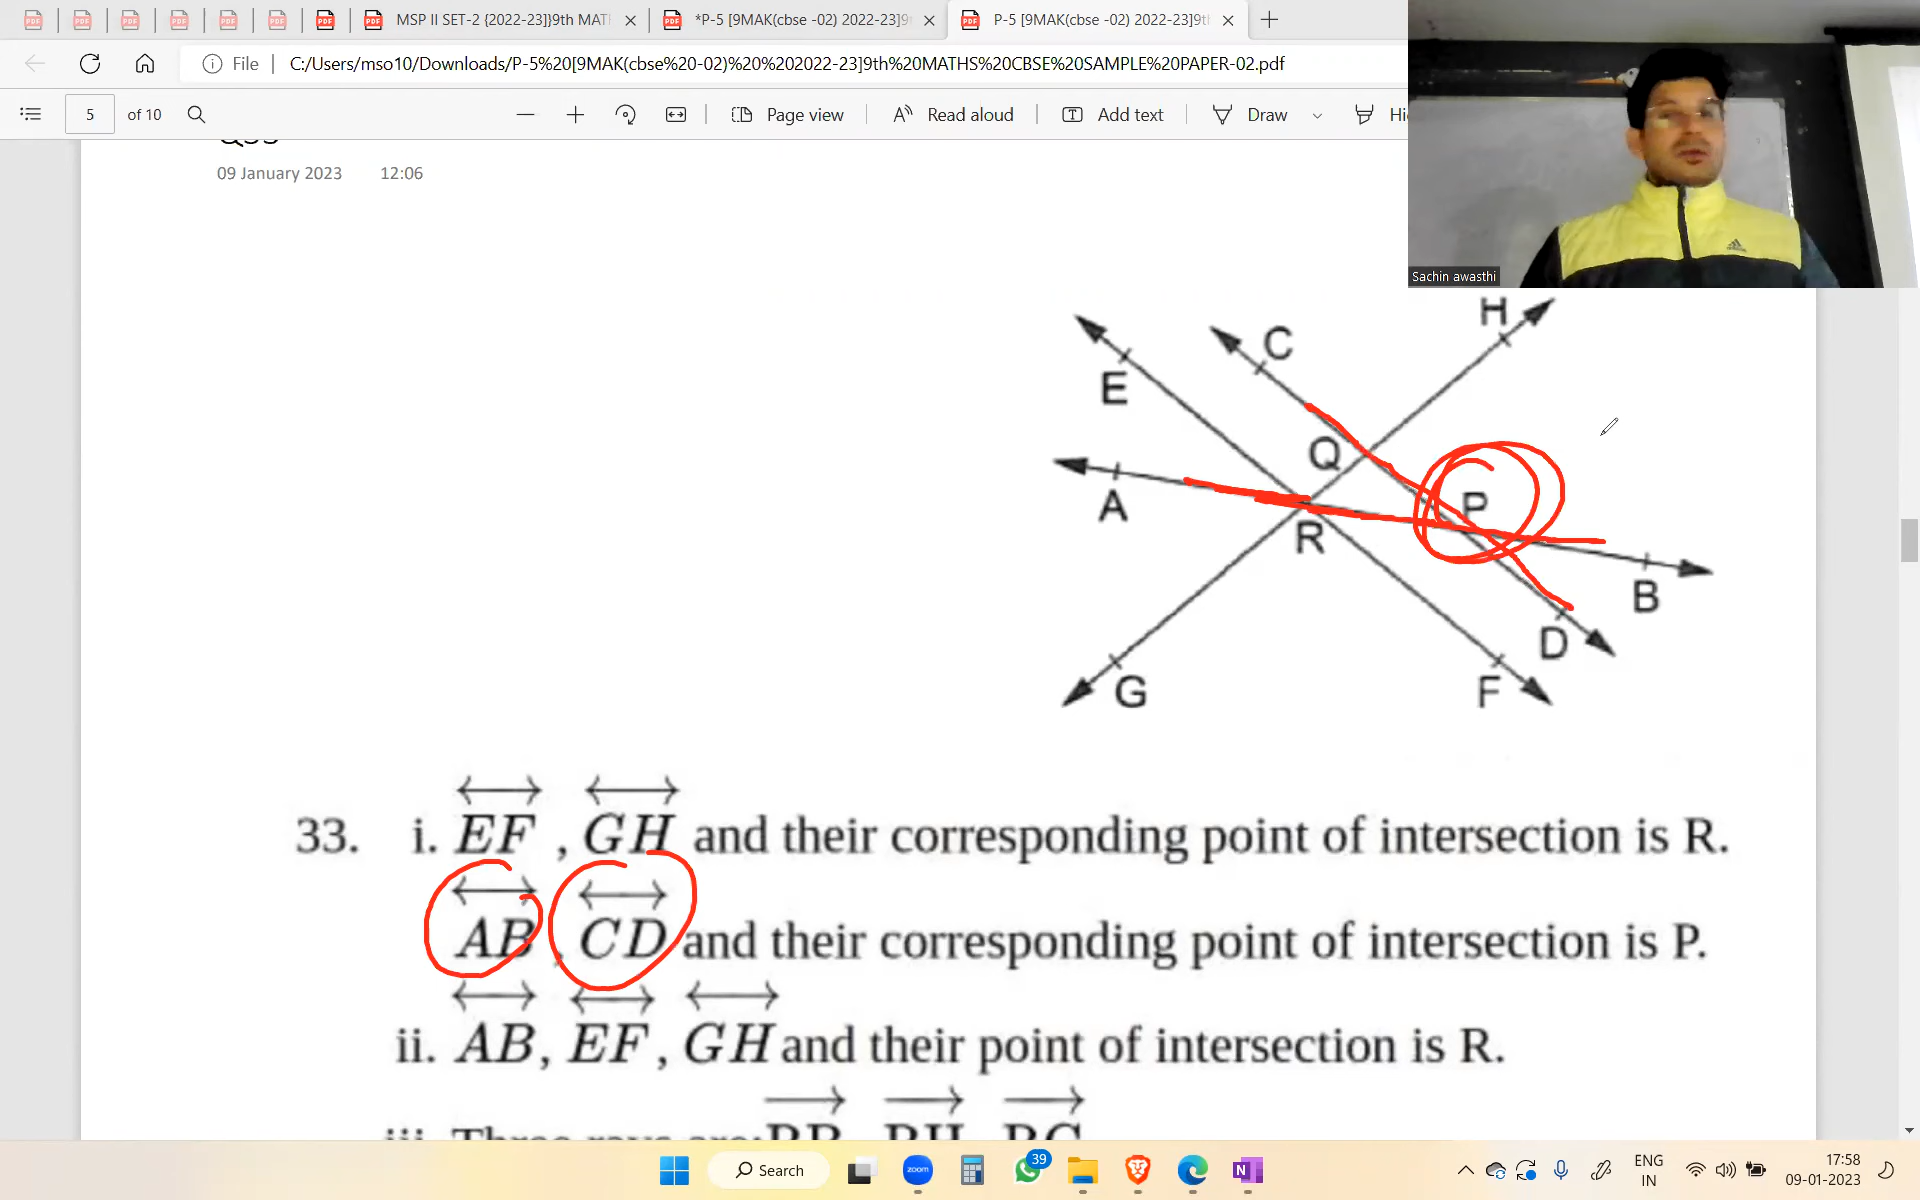 MSP II SET-2 {2022-23]}9th MAT
*P-5 [9MAK(cbse -02) 2022-23]9
P-5 [9MAK(cbse -02) 2022-23]9t
File
C:/Users/mso10/Downloads/P-5%20[9MAK(cbse%20-02)%20%202022-23]9th%20MATHS%20CBSE%20SAMPLE%20PAPER-02.pdf
5 of 10
Page view
Read aloud
Add text
Draw
Hi
09 January 2023 12:06
Sachin awasthi
H
C
E
Q
P
A
R
B
D
G
F
33. i. EF , GH and their corresponding point of intersection is R.
AB, CD and their corresponding point of intersection is P.
ii. AB, EF, GH and their point of intersection is R.
Search
zoom
39
N
ENG
IN
17:58
09-01-2023